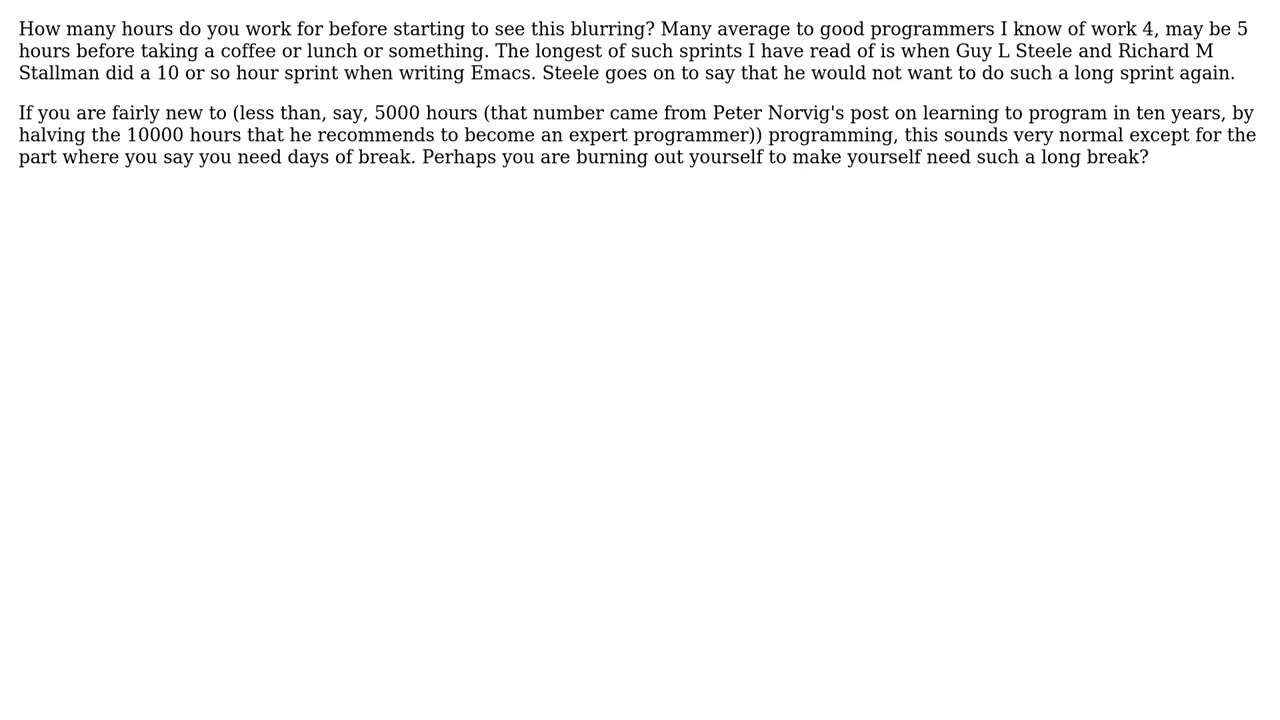 How many hours do you work for before starting to see this blurring? Many average to good programmers I know of work 4, may be 5
hours before taking a coffee or lunch or something. The longest of such sprints I have read of is when Guy L Steele and Richard M
Stallman did a 10 or so hour sprint when writing Emacs. Steele goes on to say that he would not want to do such a long sprint again.
If you are fairly new to (less than, say, 5000 hours (that number came from Peter Norvig's post on learning to program in ten years, by
halving the 10000 hours that he recommends to become an expert programmer)) programming, this sounds very normal except for the
part where you say you need days of break. Perhaps you are burning out yourself to make yourself need such a long break?